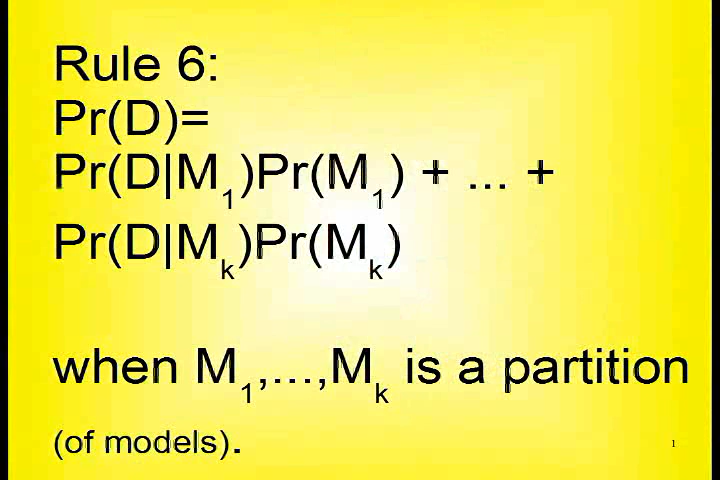 Rule 6:
Pr(D)=
Pr(D|M₁)Pr(M₁) + ... +
Pr(D|Mₖ)Pr(Mₖ)
when M₁,...,Mₖ is a partition
(of models).
1